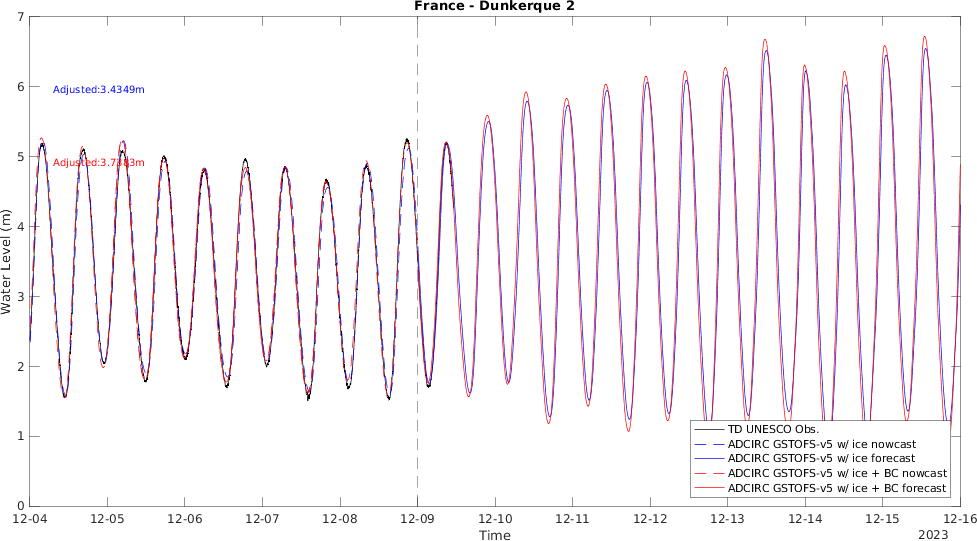 France - Dunkerque 2
7
6
5
4
3
2
1
0
Water Level (m)
Adjusted:3.4349m
Adjusted:3.7883m
TD UNESCO Obs.
ADCIRC GSTOFS-v5 w/ ice nowcast
ADCIRC GSTOFS-v5 w/ ice forecast
ADCIRC GSTOFS-v5 w/ ice + BC nowcast
ADCIRC GSTOFS-v5 w/ ice + BC forecast
12-04 12-05 12-06 12-07 12-08 12-09 12-10 12-11 12-12 12-13 12-14 12-15 12-16
Time
2023